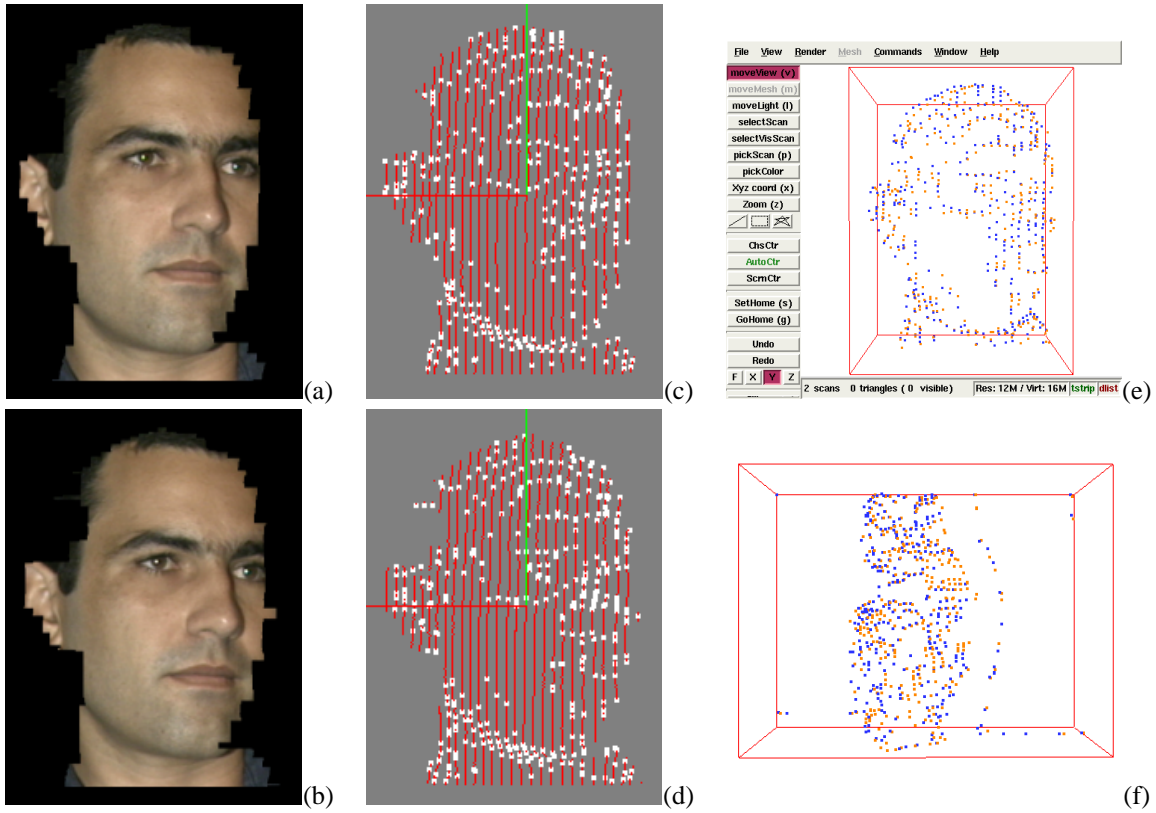 (a)
(c)
File View Render Mesh Commands Window Help
moveView (v)
moveMesh (m)
moveLight (l)
selectScan
selectVisScan
pickScan (p)
pickColor
Xyz coord (x)
Zoom (z)
ChsCtr
AutoCtr
ScrnCtr
SetHome (s)
GoHome (g)
Undo
Redo
F X Y Z
2 scans 0 triangles ( 0 visible) Res: 12M / Virt: 16M tstrip dlist
(e)
(b)
(d)
(f)